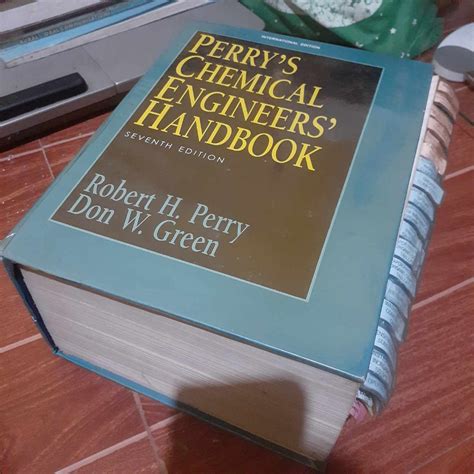 INTERNATIONAL EDITION
PERRY'S
CHEMICAL
ENGINEERS'
HANDBOOK
SEVENTH EDITION
Robert H. Perry
Don W. Green